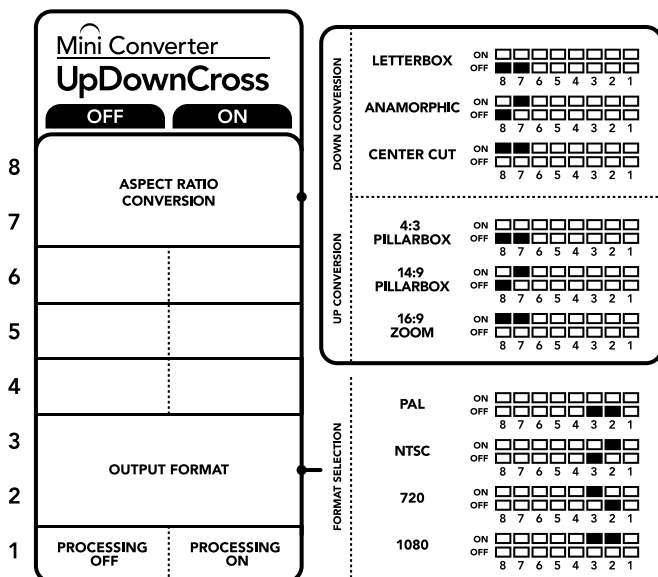 Mini Converter
UpDownCross
OFF ON
8
7
ASPECT RATIO
CONVERSION
6
5
4
3
2
OUTPUT FORMAT
1
PROCESSING
OFF
PROCESSING
ON
DOWN CONVERSION
LETTERBOX
ON
OFF
8 7 6 5 4 3 2 1
ANAMORPHIC
ON
OFF
8 7 6 5 4 3 2 1
CENTER CUT
ON
OFF
8 7 6 5 4 3 2 1
UP CONVERSION
4:3
PILLARBOX
ON
OFF
8 7 6 5 4 3 2 1
14:9
PILLARBOX
ON
OFF
8 7 6 5 4 3 2 1
16:9
ZOOM
ON
OFF
8 7 6 5 4 3 2 1
FORMAT SELECTION
PAL
ON
OFF
8 7 6 5 4 3 2 1
NTSC
ON
OFF
8 7 6 5 4 3 2 1
720
ON
OFF
8 7 6 5 4 3 2 1
1080
ON
OFF
8 7 6 5 4 3 2 1